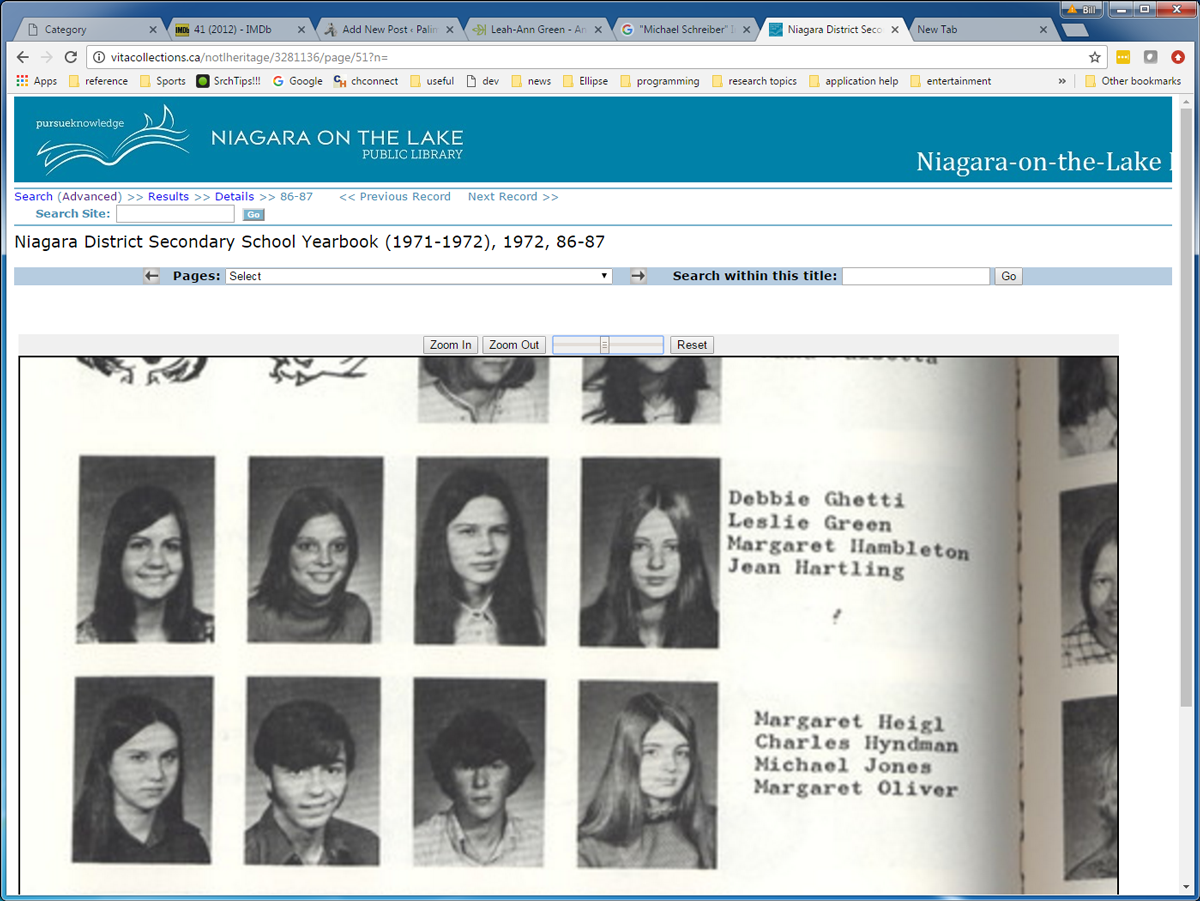 Bill
Category
41 (2012) - IMDb
Add New Post ‹ Palim
Leah-Ann Green - An
"Michael Schreiber" I
Niagara District Seco
New Tab
vitacollections.ca/notlheritage/3281136/page/51?n=
Apps
reference
Sports
SrchTips!!!
Google
chconnect
useful
dev
news
Ellipse
programming
research topics
application help
entertainment
»
Other bookmarks
pursueknowledge
NIAGARA ON THE LAKE
PUBLIC LIBRARY
Niagara-on-the-Lake
Search (Advanced) >> Results >> Details >> 86-87 << Previous Record Next Record >>
Search Site: Go
Niagara District Secondary School Yearbook (1971-1972), 1972, 86-87
Pages: Select
Search within this title: Go
Zoom In Zoom Out Reset
Debbie Ghetti
Leslie Green
Margaret Hambleton
Jean Hartling
Margaret Heigl
Charles Hyndman
Michael Jones
Margaret Oliver